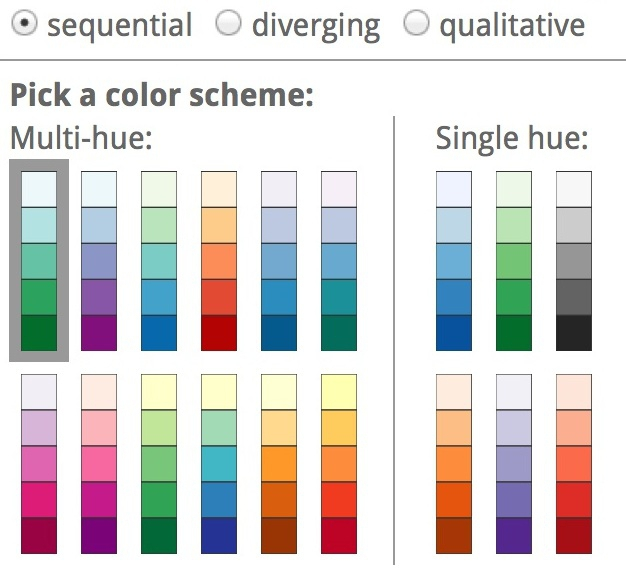 sequential diverging qualitative
Pick a color scheme:
Multi-hue: Single hue: